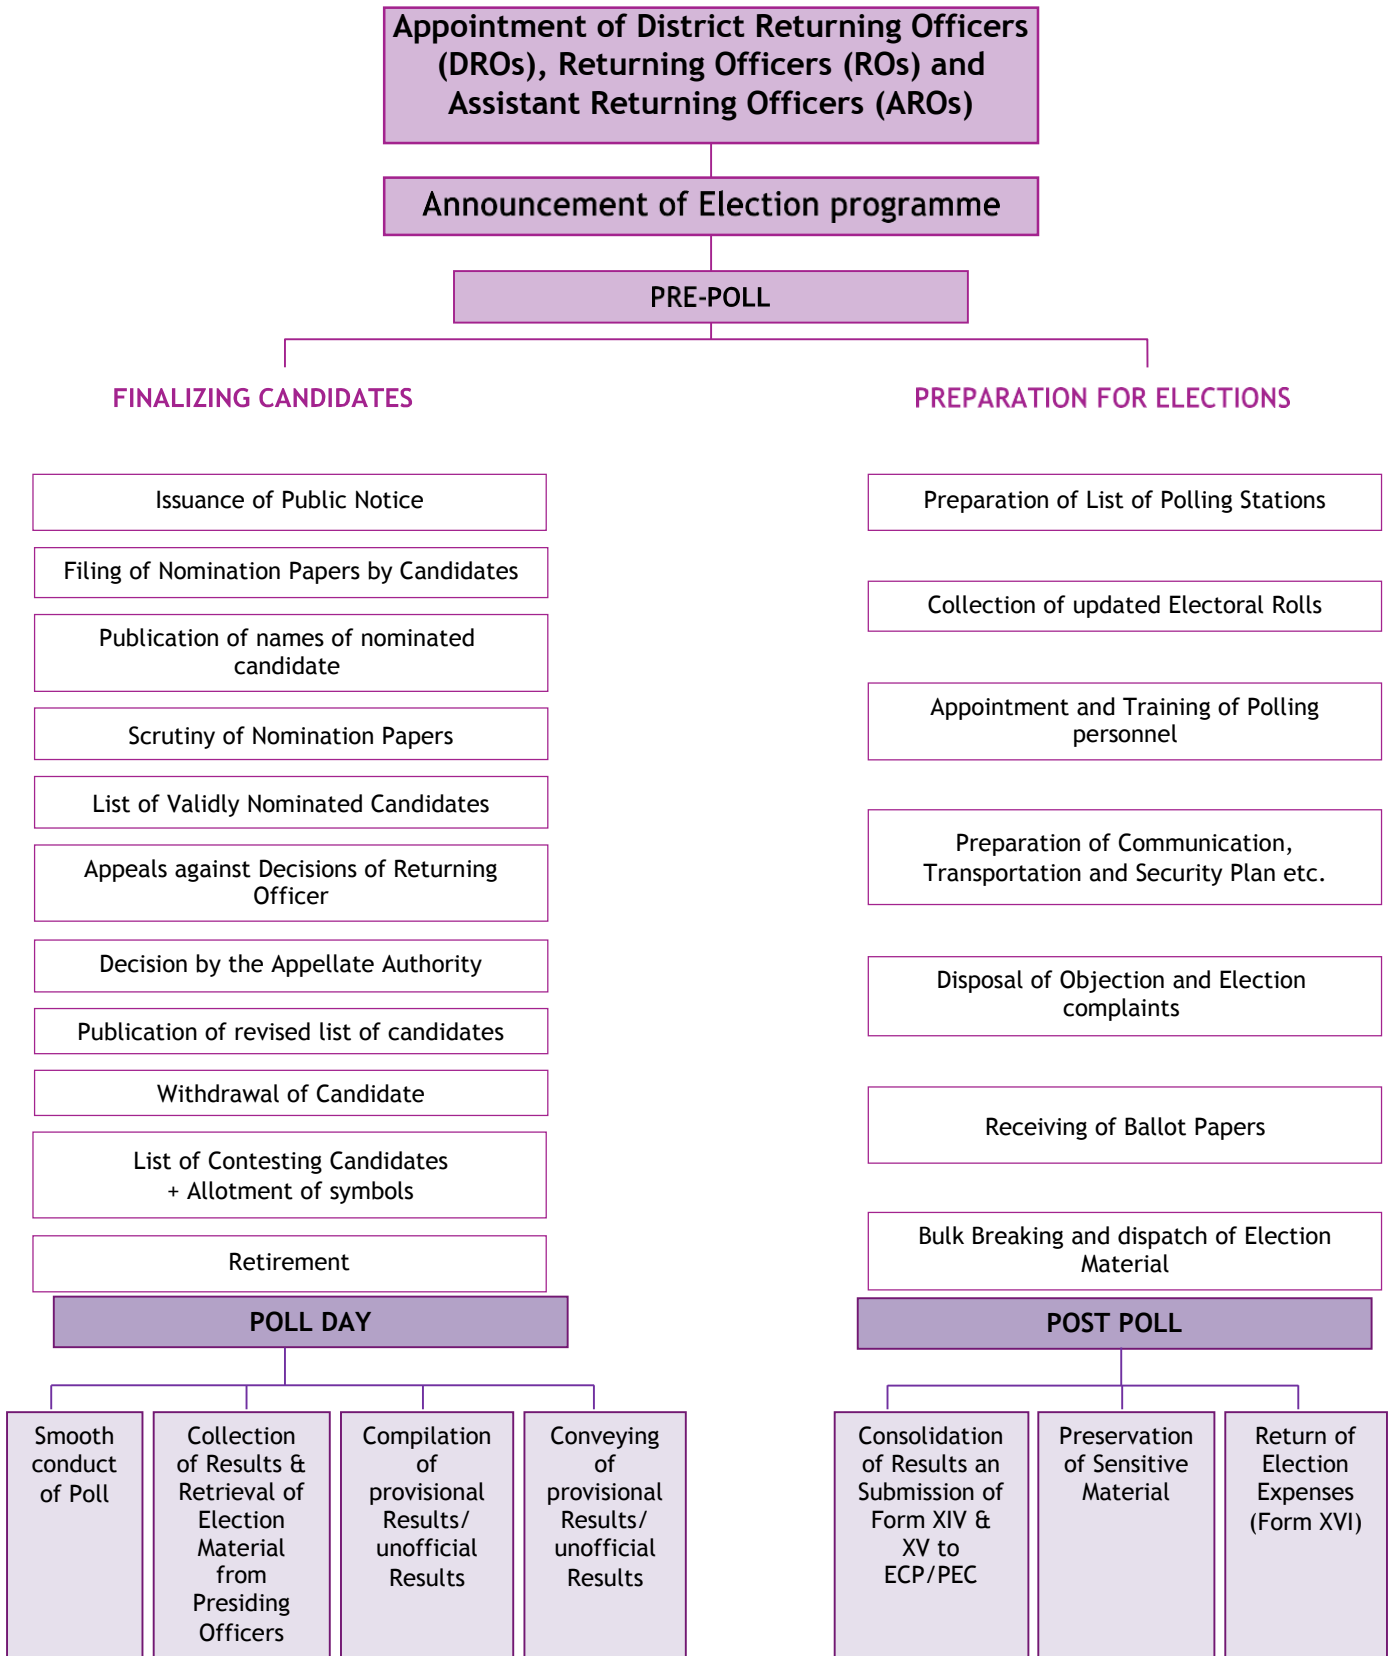 Appointment of District Returning Officers
(DROs), Returning Officers (ROs) and
Assistant Returning Officers (AROs)
Announcement of Election programme
PRE-POLL
FINALIZING CANDIDATES
Issuance of Public Notice
Filing of Nomination Papers by Candidates
Publication of names of nominated
candidate
Scrutiny of Nomination Papers
List of Validly Nominated Candidates
Appeals against Decisions of Returning
Officer
Decision by the Appellate Authority
Publication of revised list of candidates
Withdrawal of Candidate
List of Contesting Candidates
+ Allotment of symbols
Retirement
PREPARATION FOR ELECTIONS
Preparation of List of Polling Stations
Collection of updated Electoral Rolls
Appointment and Training of Polling
personnel
Preparation of Communication,
Transportation and Security Plan etc.
Disposal of Objection and Election
complaints
Receiving of Ballot Papers
Bulk Breaking and dispatch of Election
Material
POLL DAY
Smooth
conduct
of Poll
Collection
of Results &
Retrieval of
Election
Material
from
Presiding
Officers
Compilation
of
provisional
Results/
unofficial
Results
Conveying
of
provisional
Results/
unofficial
Results
POST POLL
Consolidation
of Results an
Submission of
Form XIV &
XV to
ECP/PEC
Preservation
of Sensitive
Material
Return of
Election
Expenses
(Form XVI)